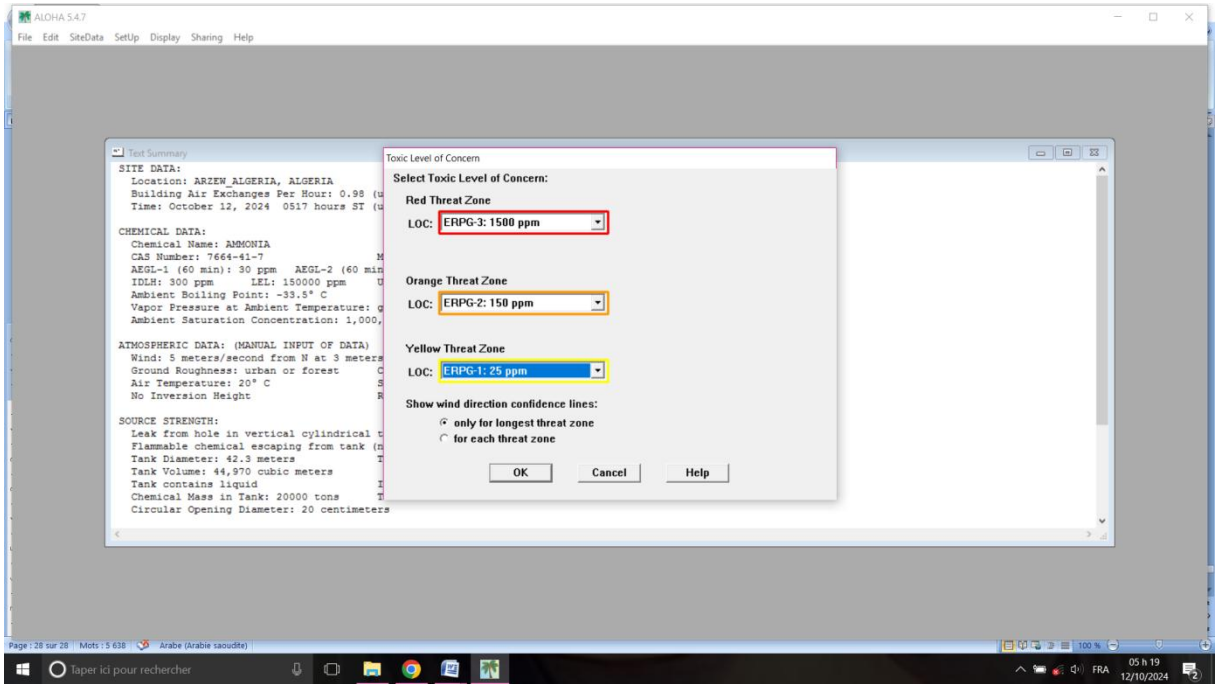 ALOHA 5.4.7
File Edit SiteData SetUp Display Sharing Help
Text Summary
SITE DATA:
Location: ARZEW_ALGERIA, ALGERIA
Building Air Exchanges Per Hour: 0.98 (u
Time: October 12, 2024 0517 hours ST (u
CHEMICAL DATA:
Chemical Name: AMMONIA
CAS Number: 7664-41-7 M
AEGL-1 (60 min): 30 ppm AEGL-2 (60 min
IDLH: 300 ppm LEL: 150000 ppm U
Ambient Boiling Point: -33.5° C
Vapor Pressure at Ambient Temperature: g
Ambient Saturation Concentration: 1,000,
ATMOSPHERIC DATA: (MANUAL INPUT OF DATA)
Wind: 5 meters/second from N at 3 meters
Ground Roughness: urban or forest C
Air Temperature: 20° C S
No Inversion Height R
SOURCE STRENGTH:
Leak from hole in vertical cylindrical t
Flammable chemical escaping from tank (n
Tank Diameter: 42.3 meters T
Tank Volume: 44,970 cubic meters
Tank contains liquid I
Chemical Mass in Tank: 20000 tons T
Circular Opening Diameter: 20 centimeters
Toxic Level of Concern
Select Toxic Level of Concern:
Red Threat Zone
LOC: ERPG-3: 1500 ppm
Orange Threat Zone
LOC: ERPG-2: 150 ppm
Yellow Threat Zone
LOC: ERPG-1: 25 ppm
Show wind direction confidence lines:
only for longest threat zone
for each threat zone
OK Cancel Help
Page : 28 sur 28 Mots : 5 638 Arabe (Arabie saoudite) 100 %
Taper ici pour rechercher
FRA
05 h 19
12/10/2024
2